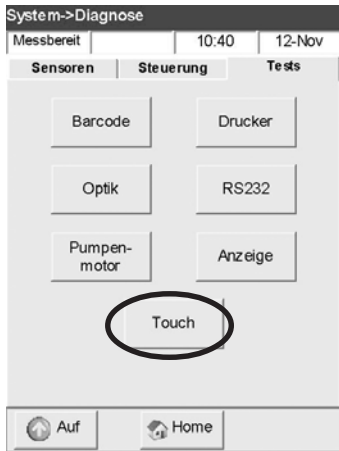 System->Diagnose
Messbereit 10:40 12-Nov
Sensoren Steuerung Tests
Barcode Drucker
Optik RS232
Pumpen- Anzeige
motor
Touch
Auf Home